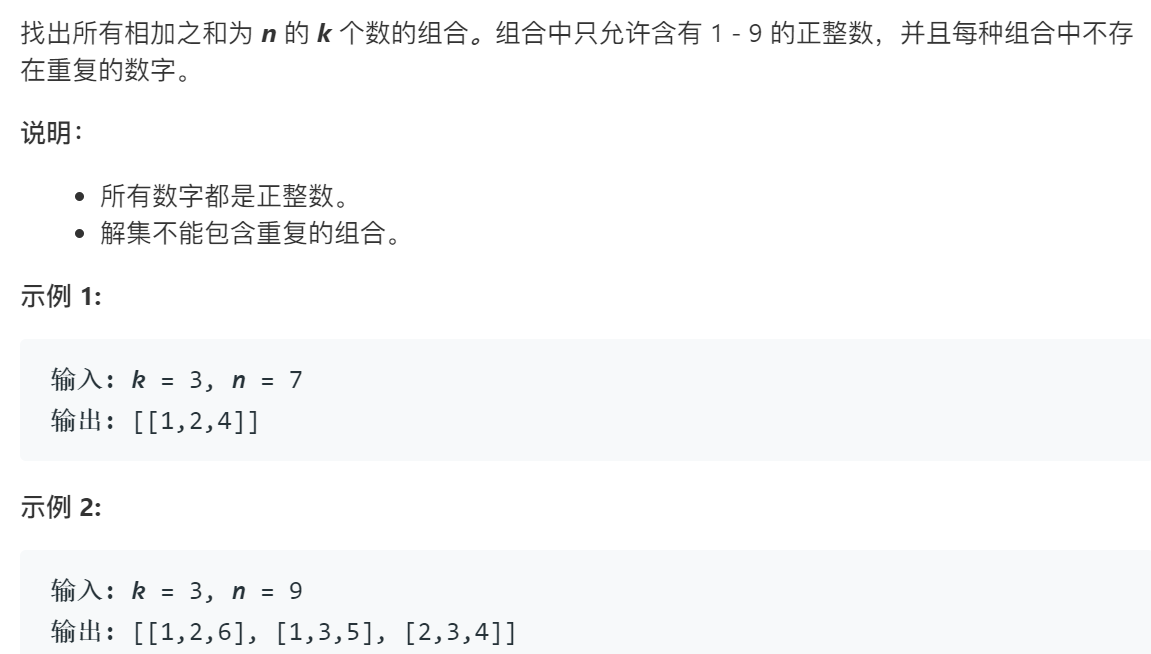 找出所有相加之和为 n 的 k 个数的组合。组合中只允许含有 1 - 9 的正整数，并且每种组合中不存
在重复的数字。
说明：
• 所有数字都是正整数。
• 解集不能包含重复的组合。
示例 1:
输入: k = 3, n = 7
输出: [[1,2,4]]
示例 2:
输入: k = 3, n = 9
输出: [[1,2,6], [1,3,5], [2,3,4]]